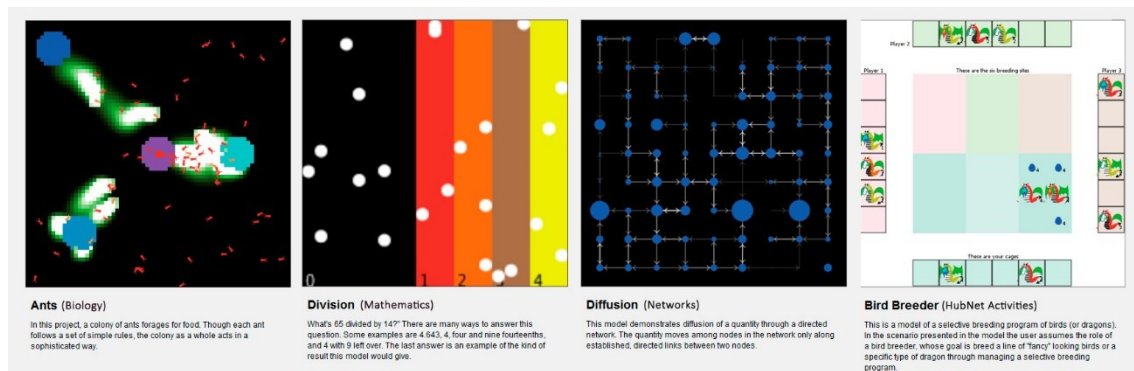 Player 2
These are the six breeding sites
Player 1
Player 3
4
4
4
0
1
2
3
4
These are your cages
Ants (Biology)
In this project, a colony of ants forages for food. Though each ant
follows a set of simple rules, the colony as a whole acts in a
sophisticated way.
Division (Mathematics)
What's 65 divided by 14?" There are many ways to answer this
question. Some examples are 4.643, 4, four and nine fourteenths,
and 4 with 9 left over. The last answer is an example of the kind of
result this model would give.
Diffusion (Networks)
This model demonstrates diffusion of a quantity through a directed
network. The quantity moves among nodes in the network only along
established, directed links between two nodes.
Bird Breeder (HubNet Activities)
This is a model of a selective breeding program of birds (or dragons).
In the scenario presented in the model the user assumes the role of
a bird breeder, whose goal is breed a line of "fancy" looking birds or a
specific type of dragon through managing a selective breeding
program.